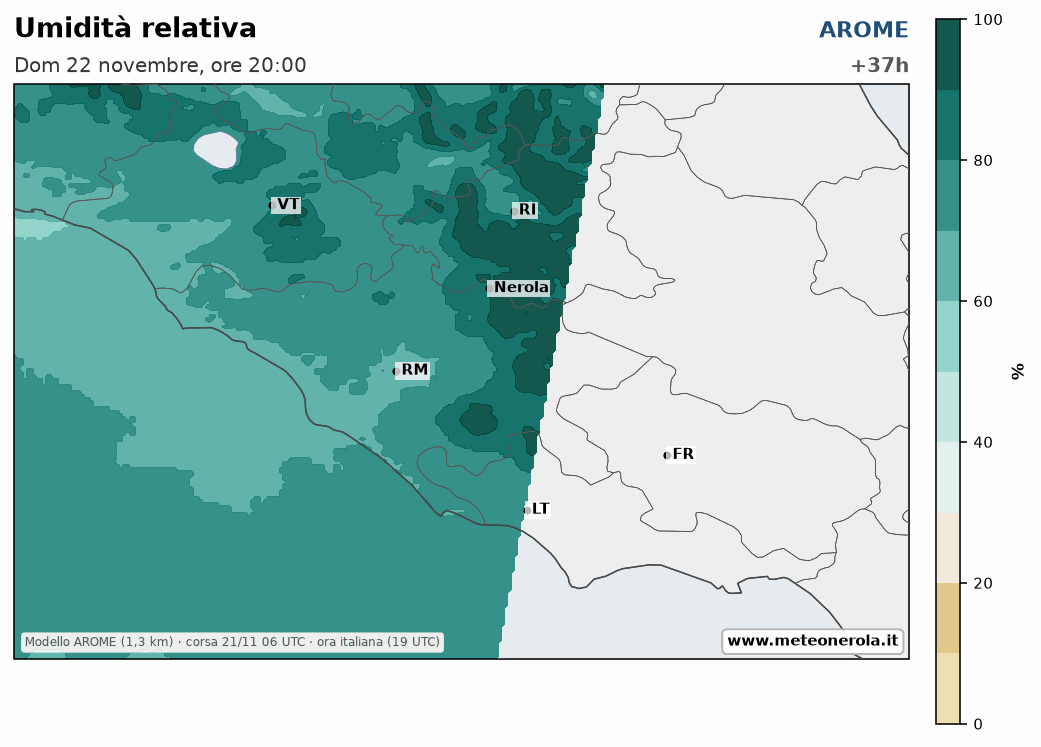 Umidità relativa
AROME
Dom 22 novembre, ore 20:00
+37h
VT
RI
Nerola
RM
FR
LT
Modello AROME (1,3 km) · corsa 21/11 06 UTC · ora italiana (19 UTC)
www.meteonerola.it
100
80
60
40
20
0
%